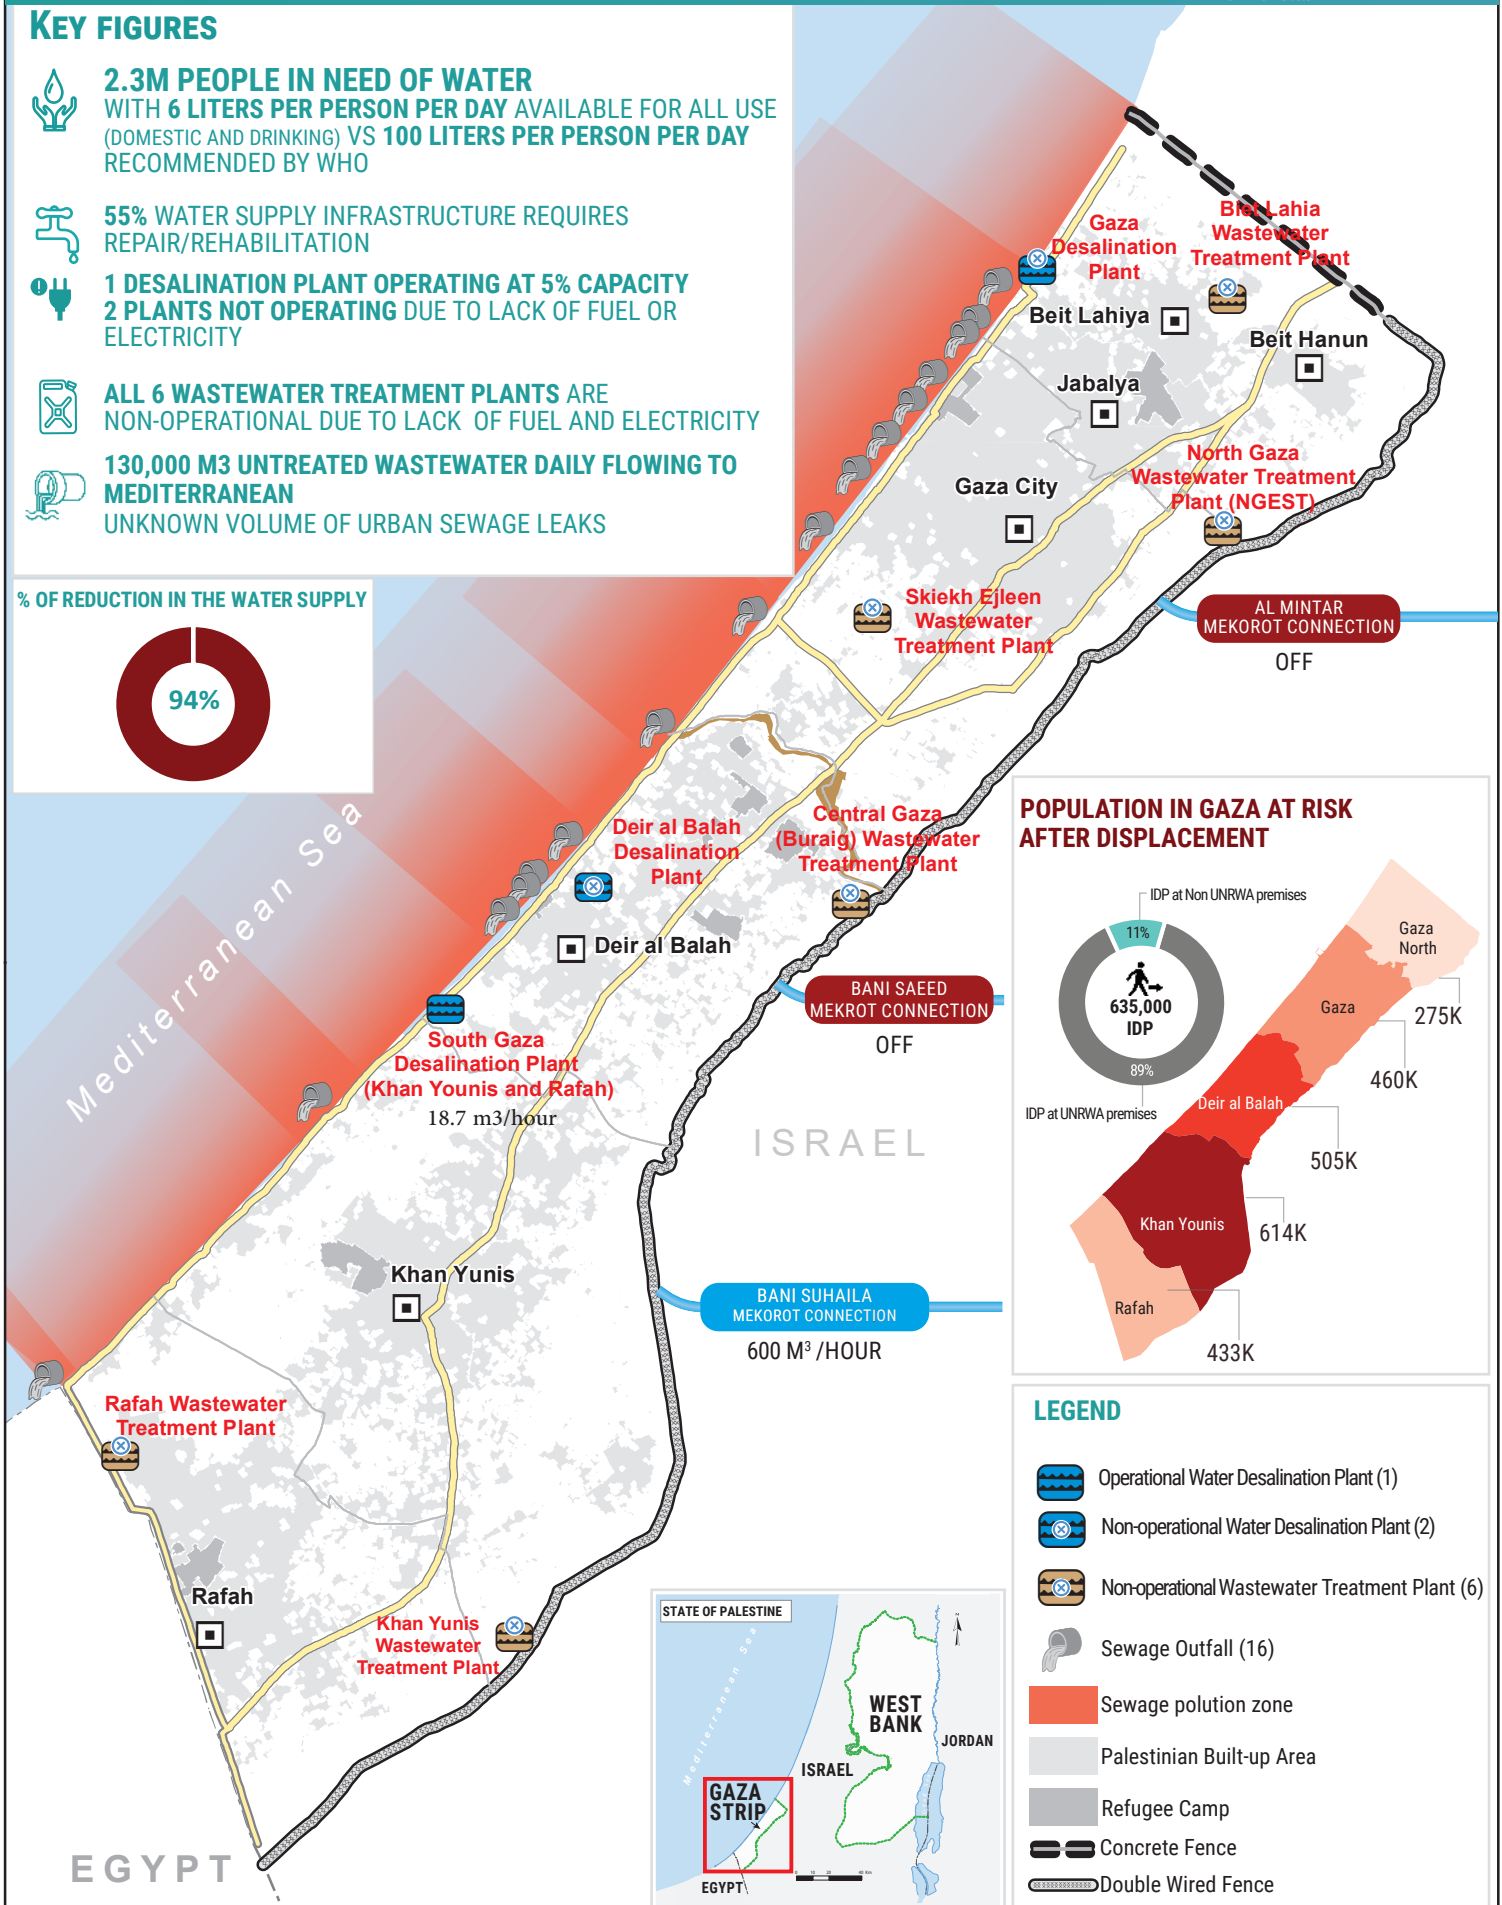 KEY FIGURES
2.3M PEOPLE IN NEED OF WATER
WITH 6 LITERS PER PERSON PER DAY AVAILABLE FOR ALL USE
(DOMESTIC AND DRINKING) VS 100 LITERS PER PERSON PER DAY
RECOMMENDED BY WHO
55% WATER SUPPLY INFRASTRUCTURE REQUIRES
REPAIR/REHABILITATION
1 DESALINATION PLANT OPERATING AT 5% CAPACITY
2 PLANTS NOT OPERATING DUE TO LACK OF FUEL OR
ELECTRICITY
ALL 6 WASTEWATER TREATMENT PLANTS ARE
NON-OPERATIONAL DUE TO LACK OF FUEL AND ELECTRICITY
130,000 M3 UNTREATED WASTEWATER DAILY FLOWING TO
MEDITERRANEAN
UNKNOWN VOLUME OF URBAN SEWAGE LEAKS
% OF REDUCTION IN THE WATER SUPPLY
94%
Mediterranean Sea
Gaza
Desalination
Plant
Biet Lahia
Wastewater
Treatment Plant
Beit Lahiya
Beit Hanun
Jabalya
North Gaza
Wastewater Treatment
Plant (NGEST)
Gaza City
Skiekh Ejleen
Wastewater
Treatment Plant
AL MINTAR
MEKOROT CONNECTION
OFF
Deir al Balah
Desalination
Plant
Central Gaza
(Buraig) Wastewater
Treatment Plant
Deir al Balah
BANI SAEED
MEKROT CONNECTION
OFF
South Gaza
Desalination Plant
(Khan Younis and Rafah)
18.7 m3/hour
ISRAEL
Khan Yunis
BANI SUHAILA
MEKOROT CONNECTION
600 M³ /HOUR
Rafah Wastewater
Treatment Plant
Rafah
Khan Yunis
Wastewater
Treatment Plant
EGYPT
POPULATION IN GAZA AT RISK
AFTER DISPLACEMENT
IDP at Non UNRWA premises
11%
635,000
IDP
89%
IDP at UNRWA premises
Gaza
North
275K
Gaza
460K
Deir al Balah
505K
Khan Younis
614K
Rafah
433K
LEGEND
Operational Water Desalination Plant (1)
Non-operational Water Desalination Plant (2)
Non-operational Wastewater Treatment Plant (6)
Sewage Outfall (16)
Sewage polution zone
Palestinian Built-up Area
Refugee Camp
Concrete Fence
Double Wired Fence
STATE OF PALESTINE
Mediterranean Sea
WEST
BANK
JORDAN
ISRAEL
GAZA
STRIP
EGYPT
0 10 20 40 Km